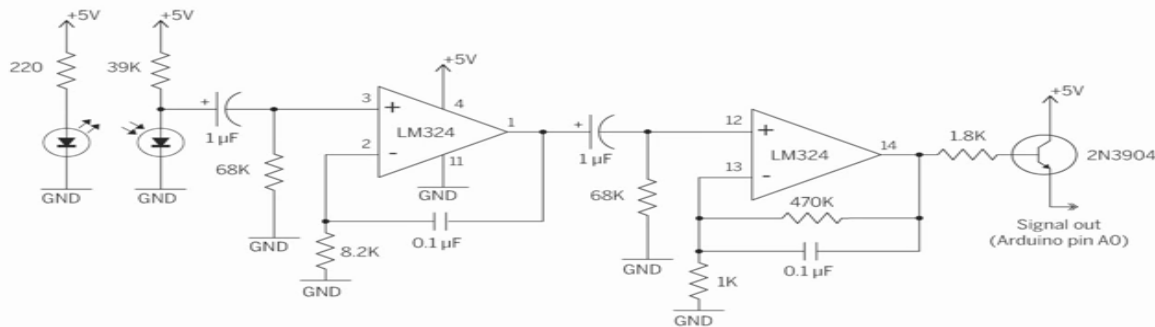 +5V
+5V
220
39K
GND
GND
+
1 µF
68K
GND
+5V
3
+
4
2
-
LM324
1
11
GND
8.2K
GND
0.1 µF
+
1 µF
68K
GND
12
+
13
-
LM324
14
470K
0.1 µF
1K
GND
1.8K
+5V
2N3904
Signal out
(Arduino pin A0)